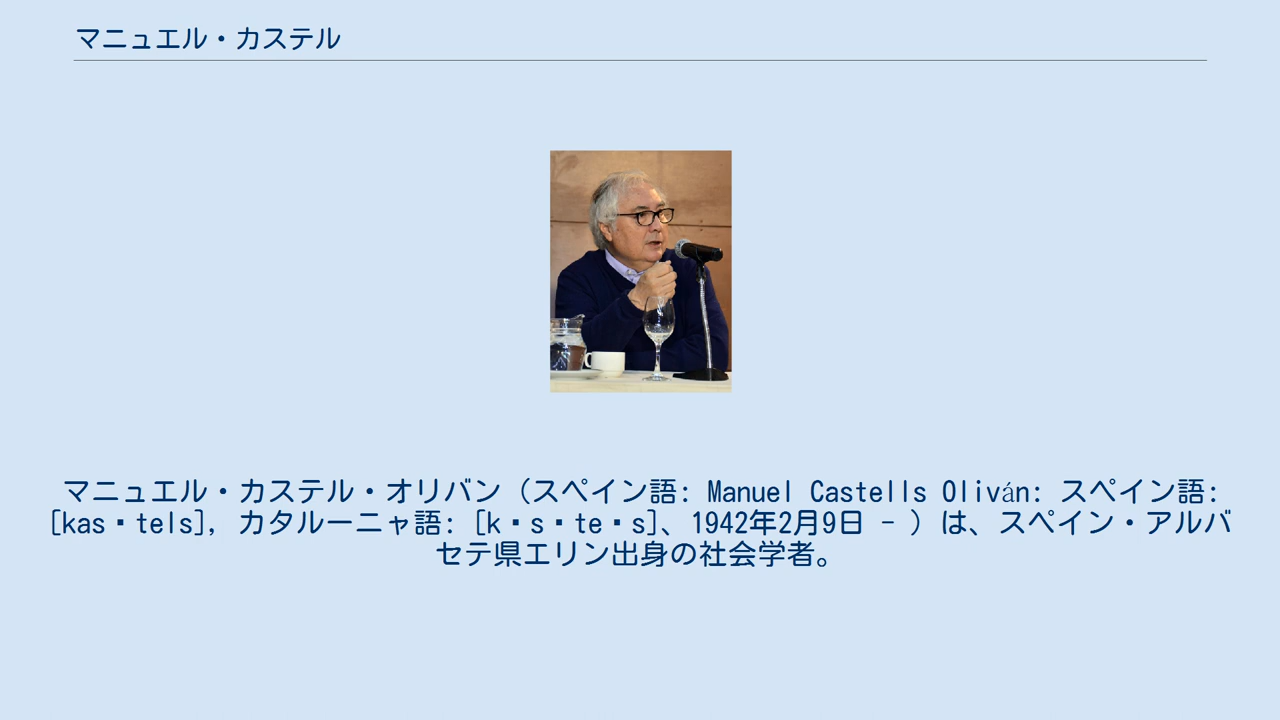 マニュエル・カステル
マニュエル・カステル・オリバン（スペイン語: Manuel Castells Oliván: スペイン語:
[kas▪tels], カタルーニャ語: [k▪s▪te▪s]、1942年2月9日 - ）は、スペイン・アルバ
セテ県エリン出身の社会学者。